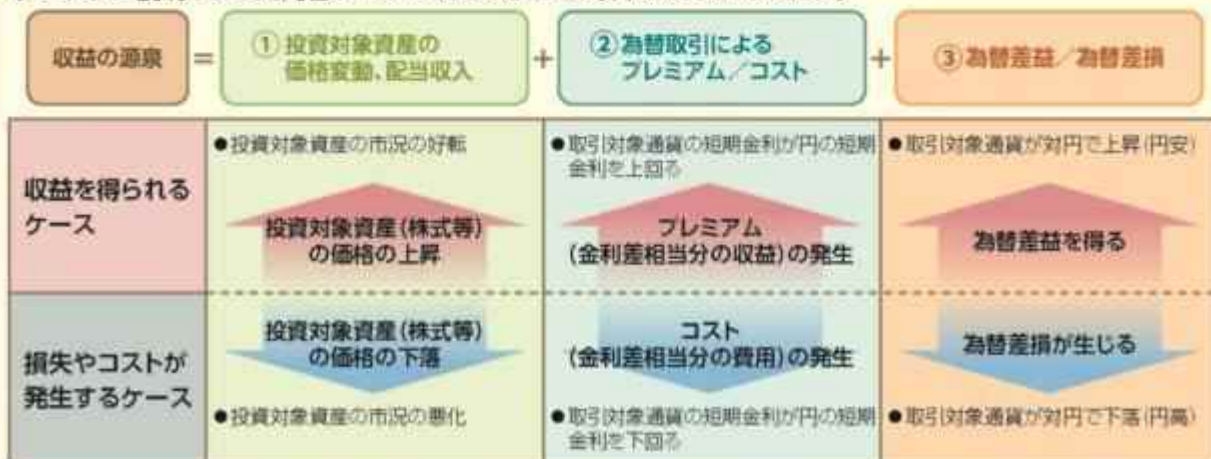 収益の源泉
=
①投資対象資産の
価格変動、配当収入
+
②為替取引による
プレミアム/コスト
+
③為替差益/為替差損
収益を得られる
ケース
●投資対象資産の市況の好転
投資対象資産(株式等)
の価格の上昇
●取引対象通貨の短期金利が円の短期
金利を上回る
プレミアム
(金利差相当分の収益)の発生
●取引対象通貨が対円で上昇(円安)
為替差益を得る
損失やコストが
発生するケース
投資対象資産(株式等)
の価格の下落
●投資対象資産の市況の悪化
コスト
(金利差相当分の費用)の発生
●取引対象通貨の短期金利が円の短期
金利を下回る
為替差損が生じる
●取引対象通貨が対円で下落(円高)